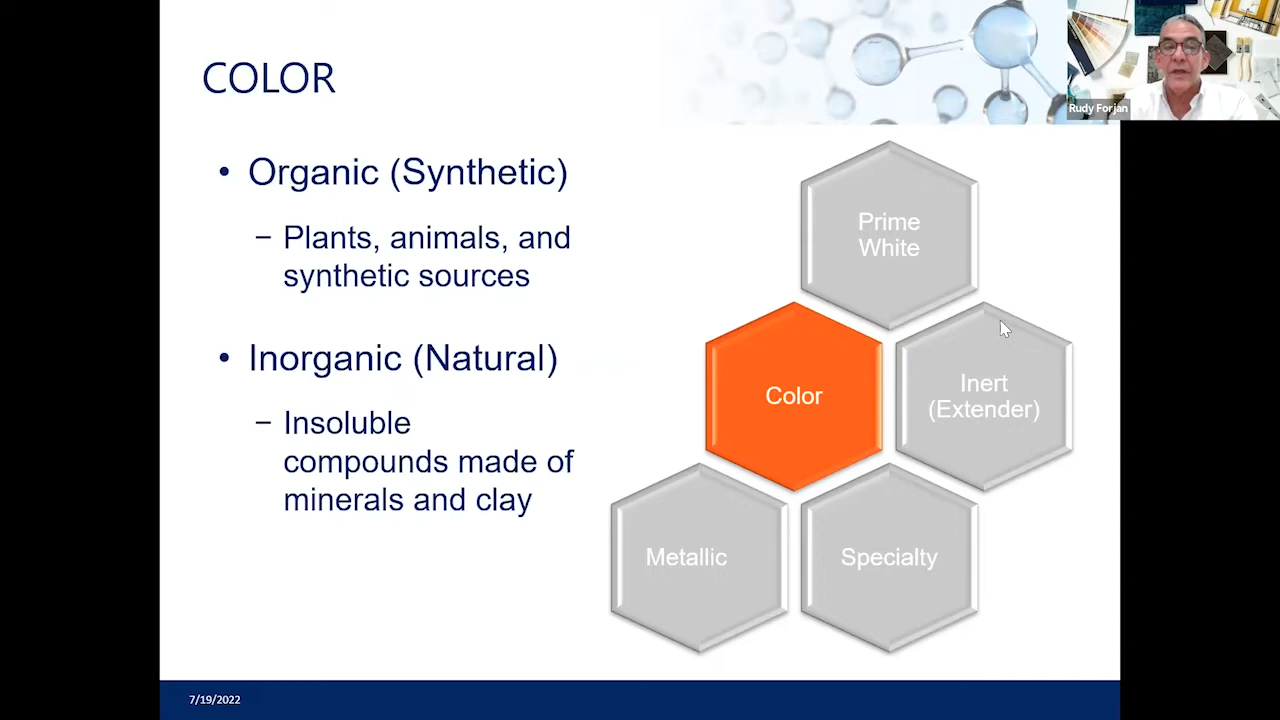 COLOR
Rudy Forjan
• Organic (Synthetic)
– Plants, animals, and
synthetic sources
• Inorganic (Natural)
– Insoluble
compounds made of
minerals and clay
Prime
White
Color
Inert
(Extender)
Metallic
Specialty
7/19/2022